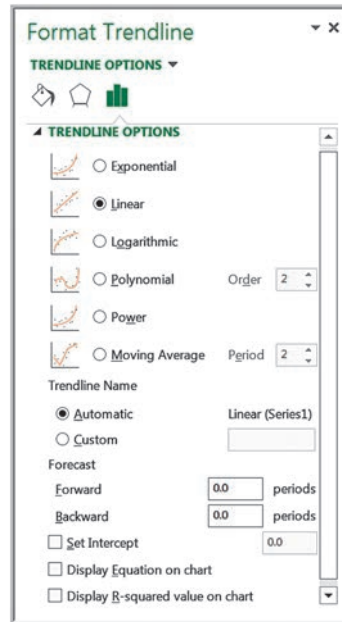 Format Trendline
TRENDLINE OPTIONS
TRENDLINE OPTIONS
Exponential
Linear
Logarithmic
Polynomial Order 2
Power
Moving Average Period 2
Trendline Name
Automatic Linear (Series1)
Custom
Forecast
Forward 0.0 periods
Backward 0.0 periods
Set Intercept 0.0
Display Equation on chart
Display R-squared value on chart